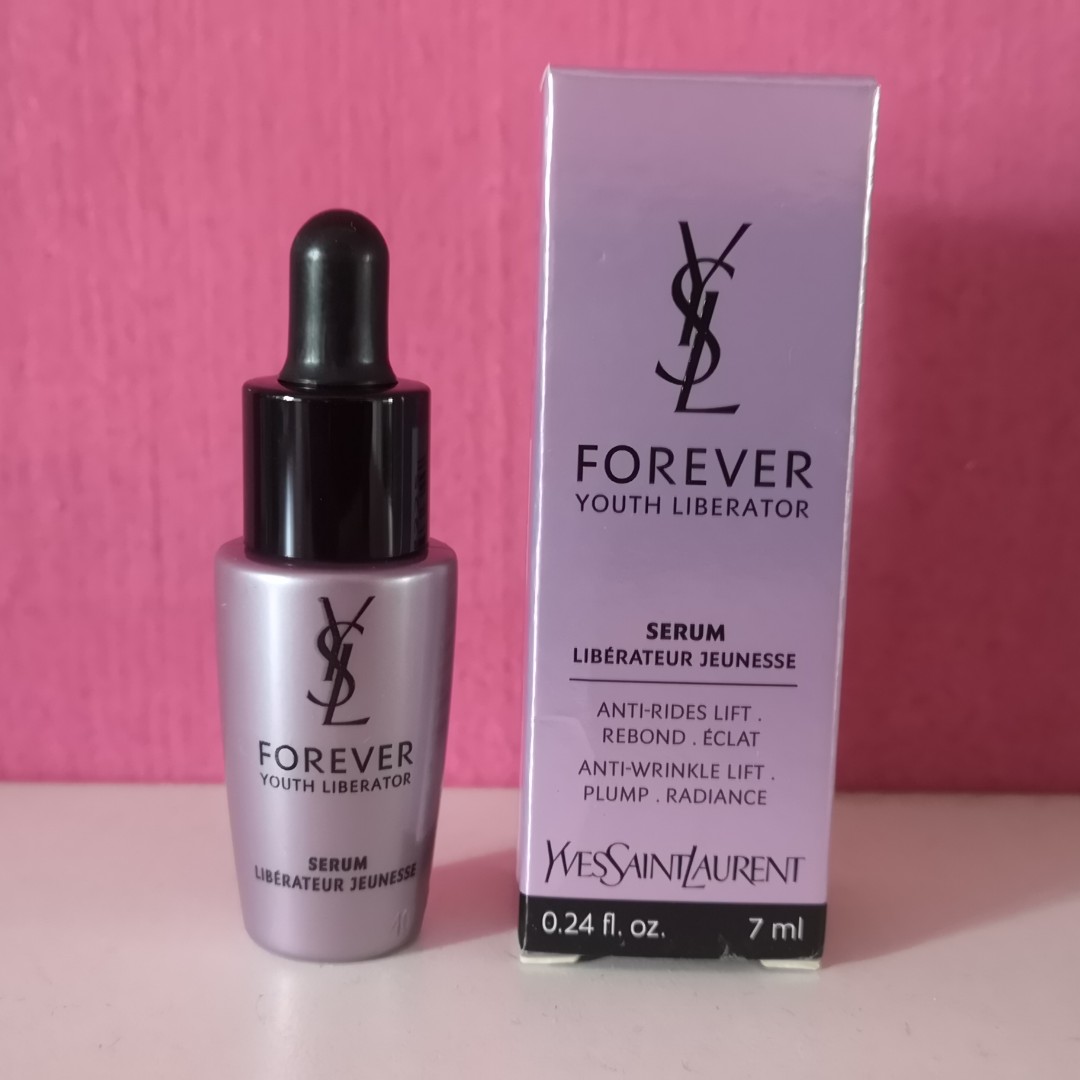 YSL
FOREVER
YOUTH LIBERATOR
SERUM
LIBÉRATEUR JEUNESSE
YSL
FOREVER
YOUTH LIBERATOR
SERUM
LIBÉRATEUR JEUNESSE
ANTI-RIDES LIFT .
REBOND . ÉCLAT
ANTI-WRINKLE LIFT .
PLUMP . RADIANCE
YVESSAINTLAURENT
0.24 fl. oz. 7 ml